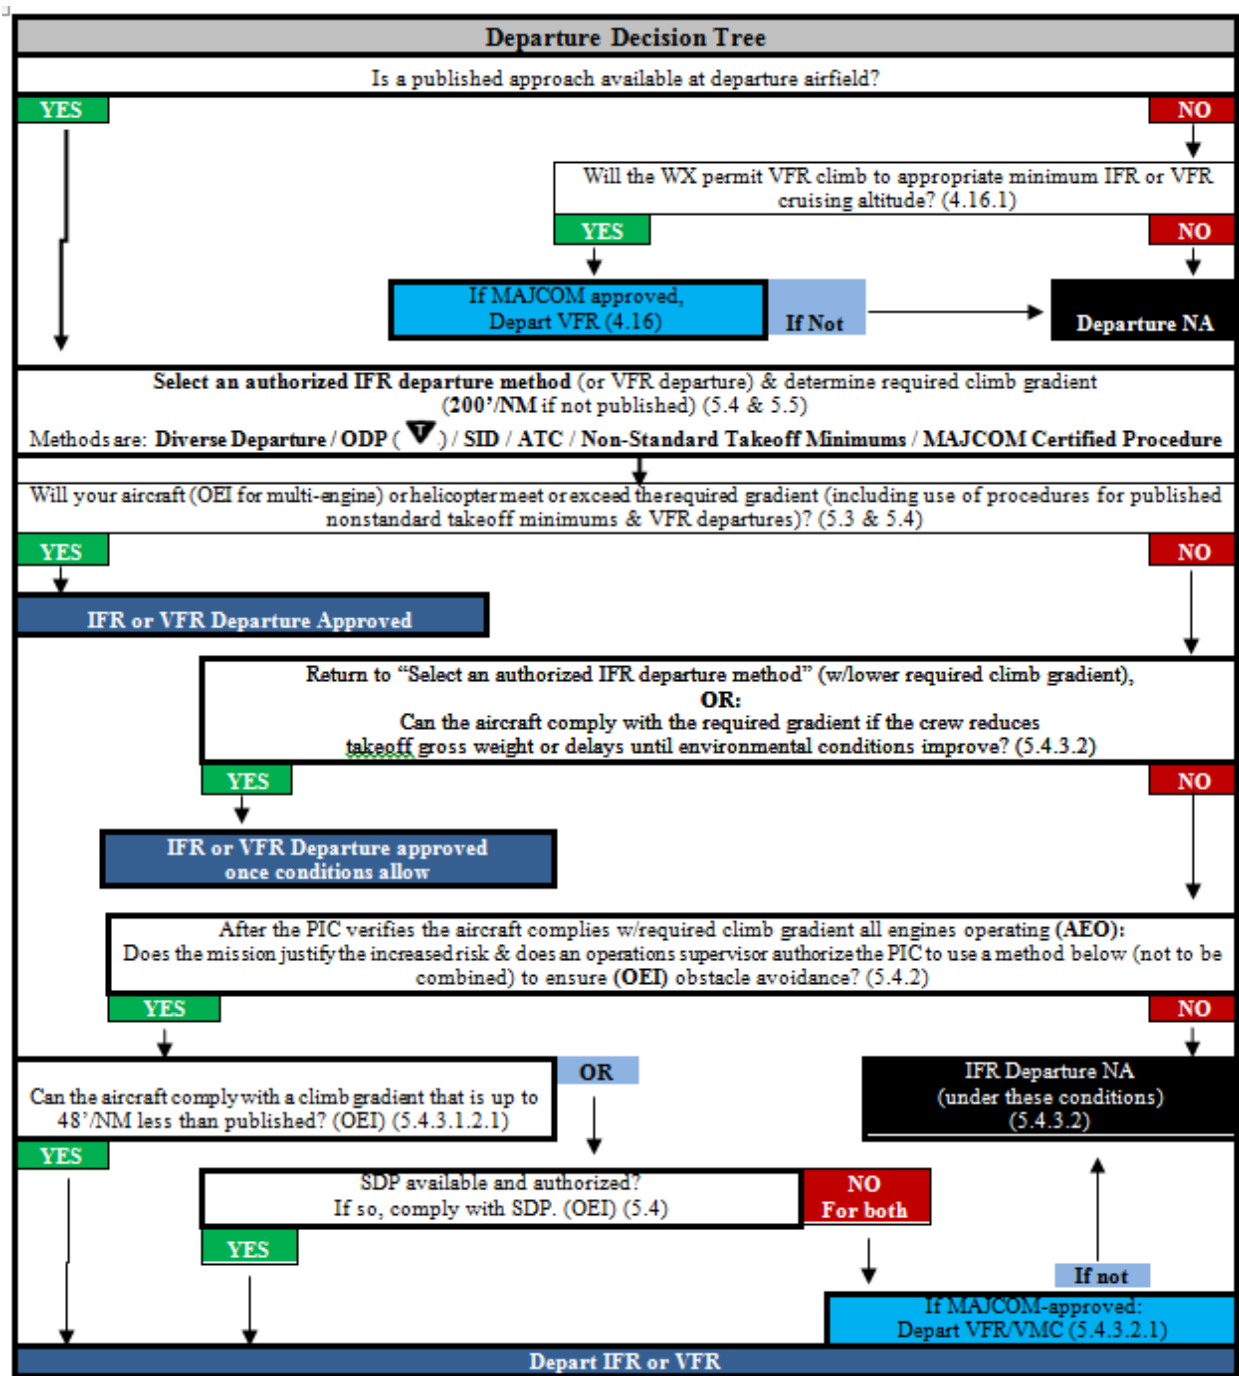 Departure Decision Tree
Is a published approach available at departure airfield?
YES
NO
Will the WX permit VFR climb to appropriate minimum IFR or VFR
cruising altitude? (4.16.1)
YES
NO
If MAJCOM approved,
Depart VFR (4.16)
If Not
Departure NA
Select an authorized IFR departure method (or VFR departure) & determine required climb gradient
(200’/NM if not published) (5.4 & 5.5)
Methods are: Diverse Departure / ODP ( T ) / SID / ATC / Non-Standard Takeoff Minimums / MAJCOM Certified Procedure
Will your aircraft (OEI for multi-engine) or helicopter meet or exceed the required gradient (including use of procedures for published
nonstandard takeoff minimums & VFR departures)? (5.3 & 5.4)
YES
NO
IFR or VFR Departure Approved
Return to “Select an authorized IFR departure method” (w/lower required climb gradient),
OR:
Can the aircraft comply with the required gradient if the crew reduces
takeoff gross weight or delays until environmental conditions improve? (5.4.3.2)
YES
NO
IFR or VFR Departure approved
once conditions allow
After the PIC verifies the aircraft complies w/required climb gradient all engines operating (AEO):
Does the mission justify the increased risk & does an operations supervisor authorize the PIC to use a method below (not to be
combined) to ensure (OEI) obstacle avoidance? (5.4.2)
YES
NO
OR
Can the aircraft comply with a climb gradient that is up to
48’/NM less than published? (OEI) (5.4.3.1.2.1)
IFR Departure NA
(under these conditions)
(5.4.3.2)
YES
SDP available and authorized?
If so, comply with SDP. (OEI) (5.4)
NO
For both
YES
If not
If MAJCOM-approved:
Depart VFR/VMC (5.4.3.2.1)
Depart IFR or VFR